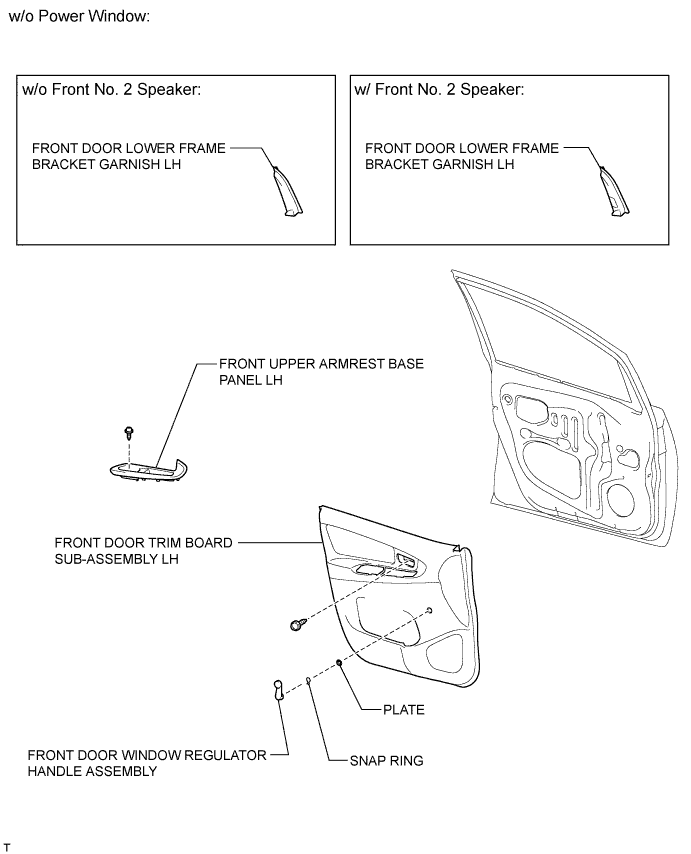 w/o Power Window:
w/o Front No. 2 Speaker:
FRONT DOOR LOWER FRAME
BRACKET GARNISH LH
w/ Front No. 2 Speaker:
FRONT DOOR LOWER FRAME
BRACKET GARNISH LH
FRONT UPPER ARMREST BASE
PANEL LH
FRONT DOOR TRIM BOARD
SUB-ASSEMBLY LH
PLATE
FRONT DOOR WINDOW REGULATOR
HANDLE ASSEMBLY
SNAP RING
T